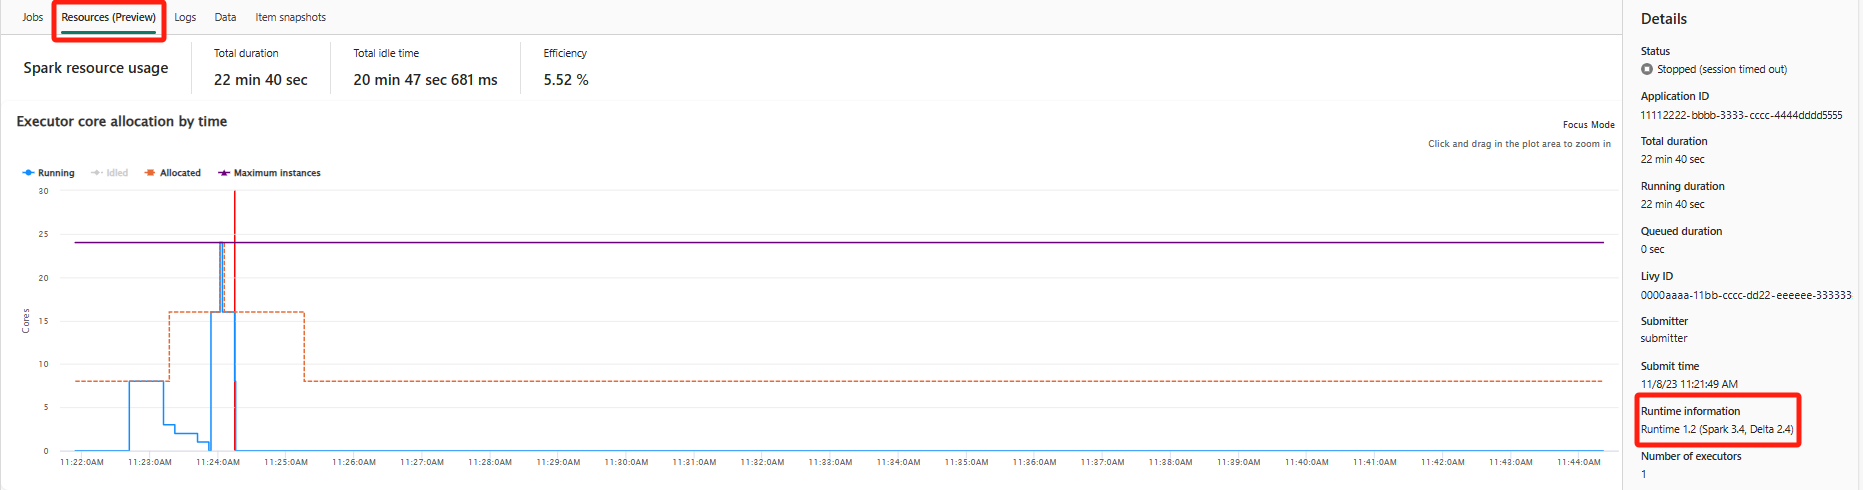 Jobs Resources (Preview) Logs Data Item snapshots
Spark resource usage
Total duration
22 min 40 sec
Total idle time
20 min 47 sec 681 ms
Efficiency
5.52 %
Executor core allocation by time
Focus Mode
Click and drag in the plot area to zoom in
Running Idled Allocated Maximum instances
30
25
20
15
10
5
0
Cores
11:22:0AM 11:23:0AM 11:24:0AM 11:25:0AM 11:26:0AM 11:27:0AM 11:28:0AM 11:29:0AM 11:30:0AM 11:31:0AM 11:32:0AM 11:33:0AM 11:34:0AM 11:35:0AM 11:36:0AM 11:37:0AM 11:38:0AM 11:39:0AM 11:40:0AM 11:41:0AM 11:42:0AM 11:43:0AM 11:44:0AM
Details
Status
Stopped (session timed out)
Application ID
11112222-bbbb-3333-cccc-4444dddd5555
Total duration
22 min 40 sec
Running duration
22 min 40 sec
Queued duration
0 sec
Livy ID
0000aaaa-11bb-cccc-dd22-eeeeee-333333
Submitter
submitter
Submit time
11/8/23 11:21:49 AM
Runtime information
Runtime 1.2 (Spark 3.4, Delta 2.4)
Number of executors
1